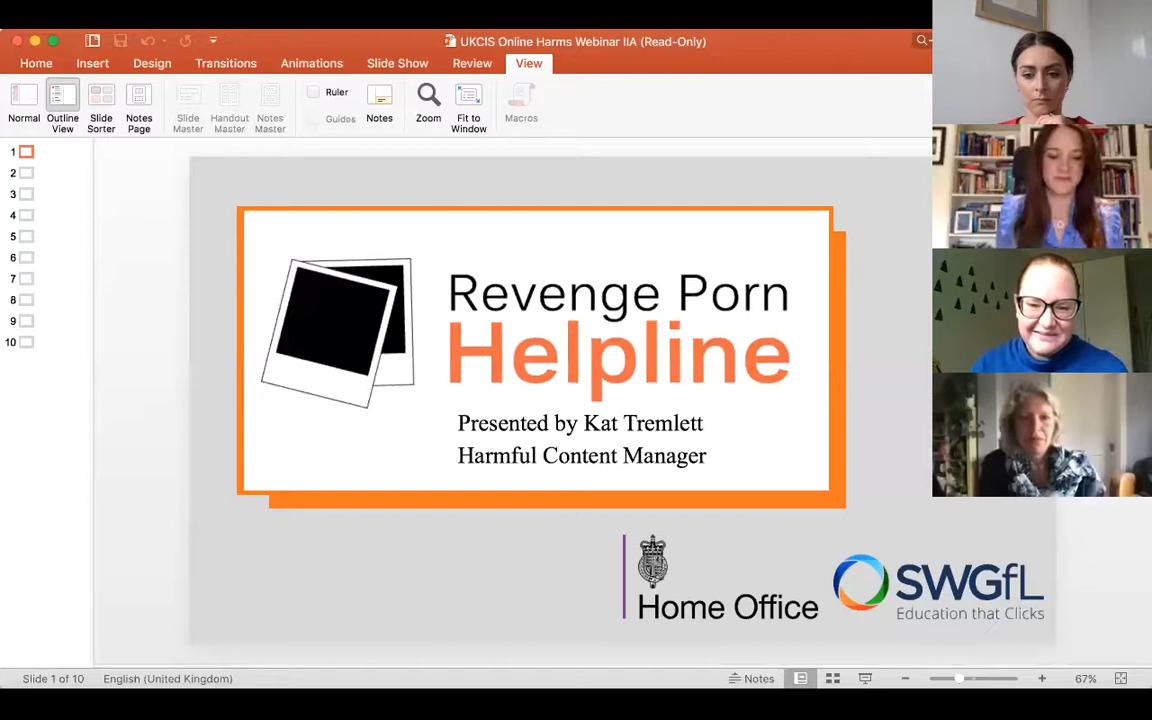 UKCIS Online Harms Webinar IIA (Read-Only)
Home Insert Design Transitions Animations Slide Show Review View
Normal
Outline View
Slide Sorter
Notes Page
Slide Master
Handout Master
Notes Master
Ruler
Guides
Notes
Zoom
Fit to Window
Macros
1
2
3
4
5
6
7
8
9
10
Revenge Porn
Helpline
Presented by Kat Tremlett
Harmful Content Manager
Home Office
SWGfL
Education that Clicks
Slide 1 of 10 English (United Kingdom) Notes 67%